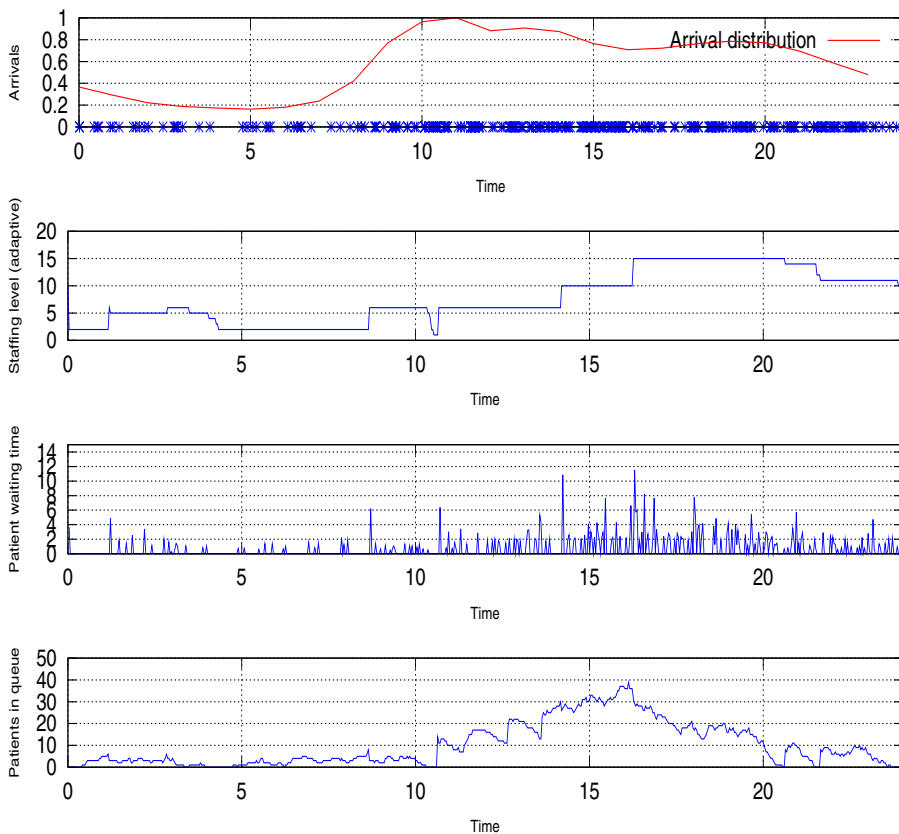 1
0.8
0.6
0.4
0.2
0
Arrivals
Arrival distribution
0 5 10 15 20
Time
20
15
10
5
0
Staffing level (adaptive)
0 5 10 15 20
Time
14
12
10
8
6
4
2
0
Patient waiting time
0 5 10 15 20
Time
50
40
30
20
10
0
Patients in queue
0 5 10 15 20
Time